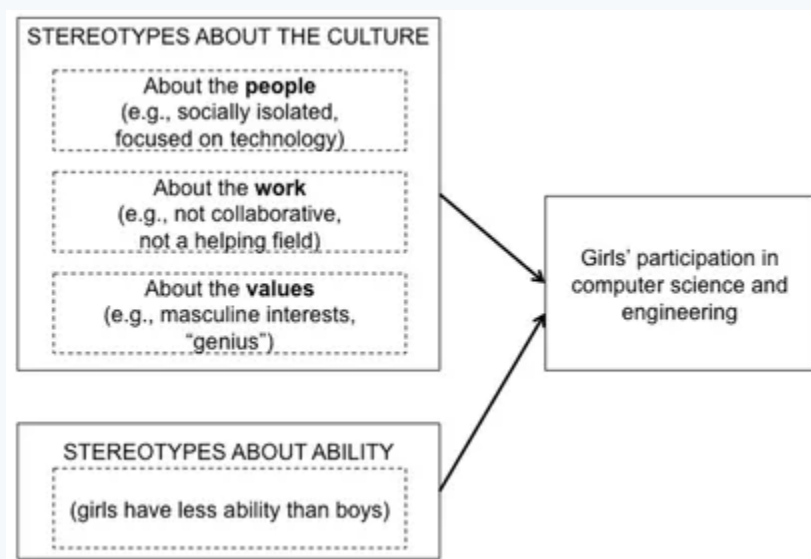 STEREOTYPES ABOUT THE CULTURE
About the people
(e.g., socially isolated,
focused on technology)
About the work
(e.g., not collaborative,
not a helping field)
About the values
(e.g., masculine interests,
“genius”)
Girls’ participation in
computer science and
engineering
STEREOTYPES ABOUT ABILITY
(girls have less ability than boys)